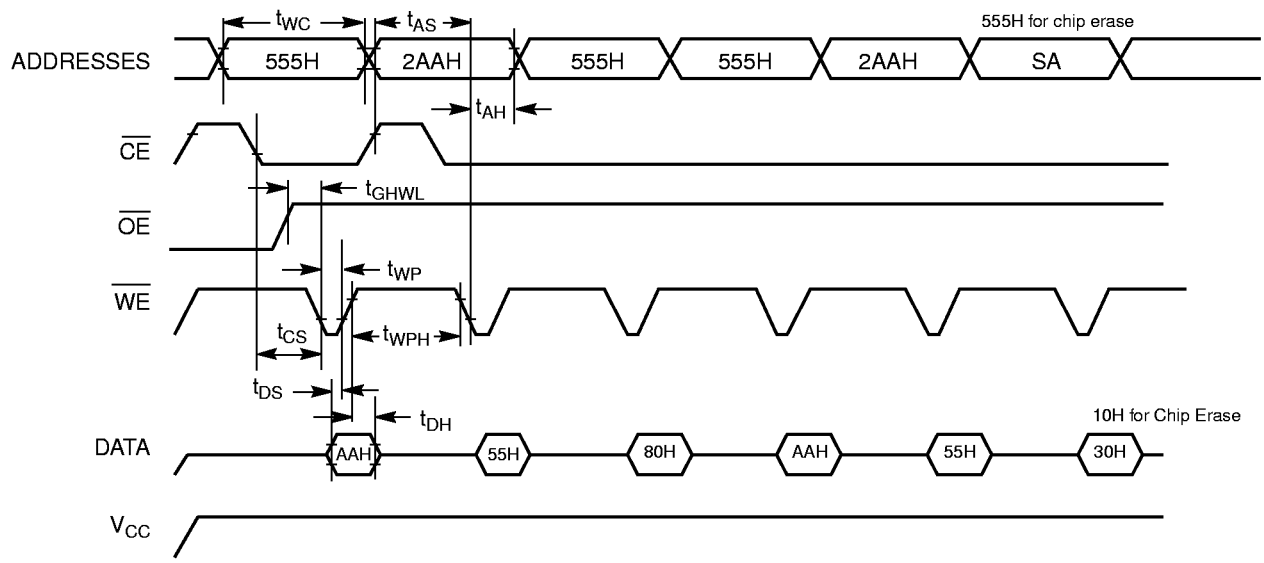 tWC
tAS
555H for chip erase
ADDRESSES
555H
2AAH
555H
555H
2AAH
SA
tAH
CE
tGHWL
OE
tWP
WE
tCS
tWPH
tDS
tDH
10H for Chip Erase
DATA
AAH
55H
80H
AAH
55H
30H
VCC